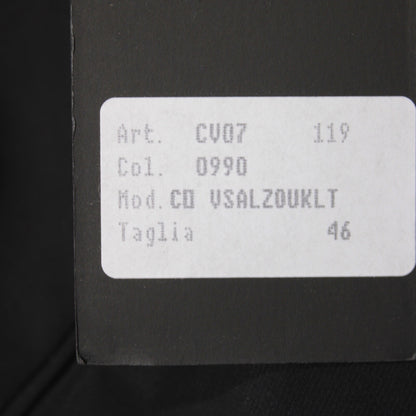 Art. CV07 119
Col. 0990
Mod. CD VSALZOUKLT
Taglia 46